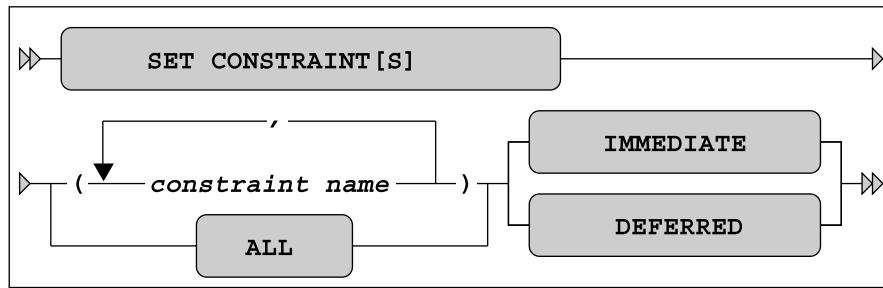 SET CONSTRAINT[S]
,
( constraint name )
ALL
IMMEDIATE
DEFERRED